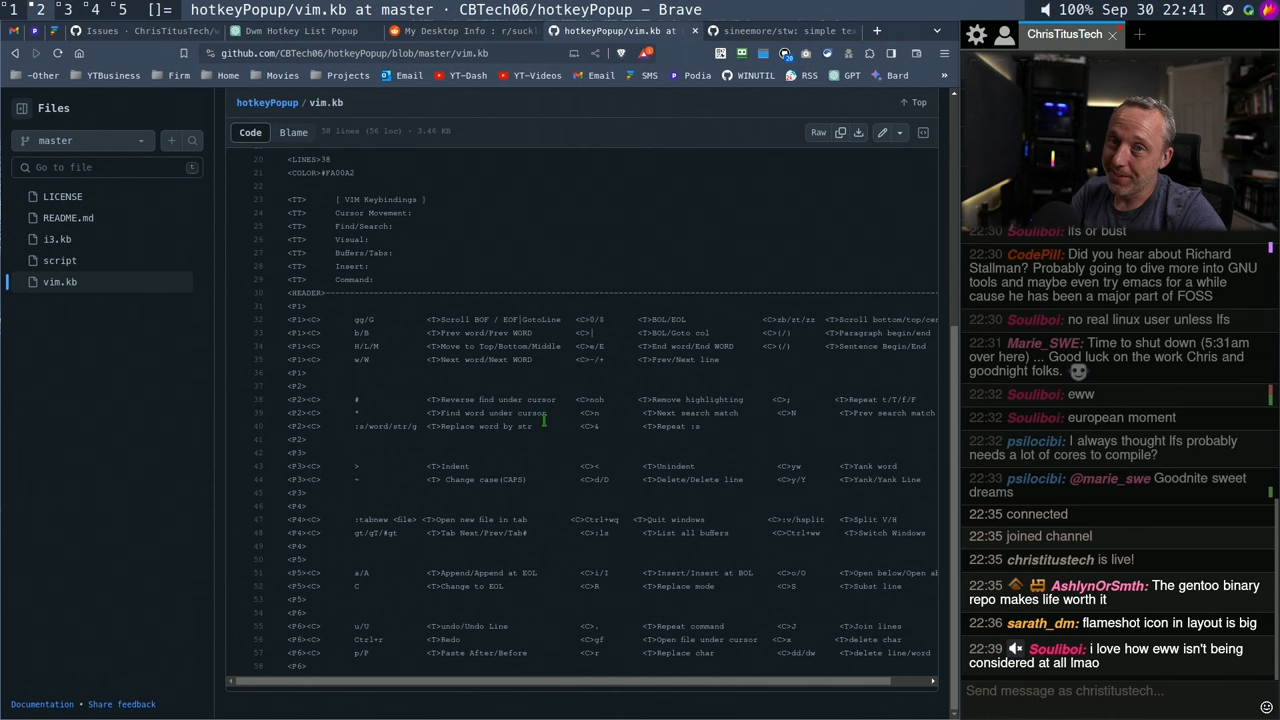 1 2 3 4 5 []= hotkeyPopup/vim.kb at master · CBTech06/hotkeyPopup – Brave 100% Sep 30 22:41
Issues · ChrisTitusTech/w
Dwm Hotkey List Popup
My Desktop Info : r/suckl
hotkeyPopup/vim.kb at
sineemore/stw: simple te
github.com/CBTech06/hotkeyPopup/blob/master/vim.kb
-Other YTBusiness Firm Home Movies Projects Email YT-Dash YT-Videos Email SMS Podia WINUTIL RSS GPT Bard
Files
master
Go to file t
LICENSE
README.md
i3.kb
script
vim.kb
Documentation • Share feedback
hotkeyPopup / vim.kb Top
Code Blame 58 lines (56 loc) · 3.46 KB Raw
20 <LINES>38
21 <COLOR>#FA00A2
22
23 <TT> [ VIM Keybindings ]
24 <TT> Cursor Movement:
25 <TT> Find/Search:
26 <TT> Visual:
27 <TT> Buffers/Tabs:
28 <TT> Insert:
29 <TT> Command:
30 <HEADER>--------------------------------------------------
31 <P1>
32 <P1><C> gg/G <T>Scroll BOF / EOF|GotoLine <C>0/$ <T>BOL/EOL <C>zb/zt/zz <T>Scroll bottom/top/cen
33 <P1><C> b/B <T>Prev word/Prev WORD <C>| <T>BOL/Goto col <C>(/) <T>Paragraph begin/end
34 <P1><C> H/L/M <T>Move to Top/Bottom/Middle <C>e/E <T>End word/End WORD <C>(/) <T>Sentence Begin/End
35 <P1><C> w/W <T>Next word/Next WORD <C>-/+ <T>Prev/Next line
36 <P1>
37 <P2>
38 <P2><C> # <T>Reverse find under cursor <C>noh <T>Remove highlighting <C>; <T>Repeat t/T/f/F
39 <P2><C> * <T>Find word under cursor <C>n <T>Next search match <C>N <T>Prev search match
40 <P2><C> :s/word/str/g <T>Replace word by str <C>& <T>Repeat :s
41 <P2>
42 <P3>
43 <P3><C> > <T>Indent <C>< <T>Unindent <C>yw <T>Yank word
44 <P3><C> ~ <T> Change case(CAPS) <C>d/D <T>Delete/Delete line <C>y/Y <T>Yank/Yank Line
45 <P3>
46 <P4>
47 <P4><C> :tabnew <file> <T>Open new file in tab <C>Ctrl+wq <T>Quit windows <C>:v/hsplit <T>Split V/H
48 <P4><C> gt/gT/#gt <T>Tab Next/Prev/Tab# <C>:ls <T>List all buffers <C>Ctrl+ww <T>Switch Windows
49 <P4>
50 <P5>
51 <P5><C> a/A <T>Append/Append at EOL <C>i/I <T>Insert/Insert at BOL <C>o/O <T>Open below/Open ab
52 <P5><C> C <T>Change to EOL <C>R <T>Replace mode <C>S <T>Subst line
53 <P5>
54 <P6>
55 <P6><C> u/U <T>undo/Undo Line <C>. <T>Repeat command <C>J <T>Join lines
56 <P6><C> Ctrl+r <T>Redo <C>gf <T>Open file under cursor <C>x <T>delete char
57 <P6><C> p/P <T>Paste After/Before <C>r <T>Replace char <C>dd/dw <T>delete line/word
58 <P6>
ChrisTitusTech
22:30 Souliboi: lfs or bust
22:30 CodePill: Did you hear about Richard
Stallman? Probably going to dive more into GNU
tools and maybe even try emacs for a while
cause he has been a major part of FOSS
22:30 Souliboi: no real linux user unless lfs
22:31 Marie_SWE: Time to shut down (5:31am
over here) ... Good luck on the work Chris and
goodnight folks.
22:32 Souliboi: eww
22:32 Souliboi: european moment
22:32 psilocibi: I always thought lfs probably
needs a lot of cores to compile?
22:33 psilocibi: @marie_swe Goodnite sweet
dreams
22:35 connected
22:35 joined channel
22:35 christitustech is live!
22:35 AshlynOrSmth: The gentoo binary
repo makes life worth it
22:36 sarath_dm: flameshot icon in layout is big
22:39 Souliboi: i love how eww isn't being
considered at all lmao
Send message as christitustech...